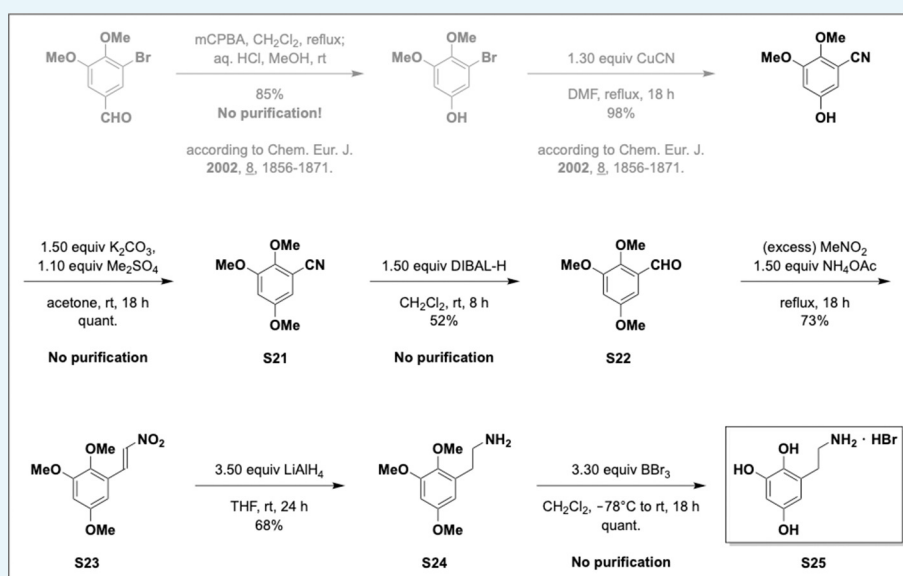 OMe
MeO
Br
CHO
mCPBA, CH2Cl2, reflux;
aq. HCl, MeOH, rt
85%
No purification!
according to Chem. Eur. J.
2002, 8, 1856-1871.
OMe
MeO
Br
OH
1.30 equiv CuCN
DMF, reflux, 18 h
98%
according to Chem. Eur. J.
2002, 8, 1856-1871.
OMe
MeO
CN
OH
1.50 equiv K2CO3,
1.10 equiv Me2SO4
acetone, rt, 18 h
quant.
No purification
OMe
MeO
CN
OMe
S21
1.50 equiv DIBAL-H
CH2Cl2, rt, 8 h
52%
No purification
OMe
MeO
CHO
OMe
S22
(excess) MeNO2
1.50 equiv NH4OAc
reflux, 18 h
73%
NO2
OMe
MeO
OMe
S23
3.50 equiv LiAlH4
THF, rt, 24 h
68%
NH2
OMe
MeO
OMe
S24
3.30 equiv BBr3
CH2Cl2, −78°C to rt, 18 h
quant.
No purification
NH2 · HBr
OH
HO
OH
S25